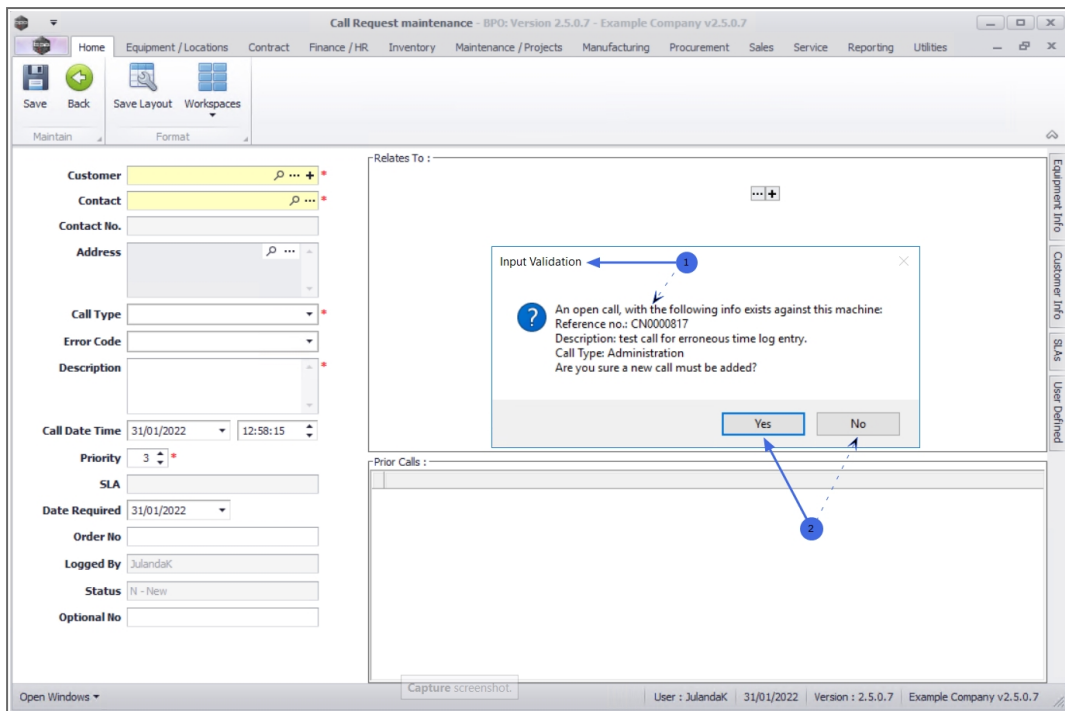 Call Request maintenance - BPO: Version 2.5.0.7 - Example Company v2.5.0.7
Home Equipment / Locations Contract Finance / HR Inventory Maintenance / Projects Manufacturing Procurement Sales Service Reporting Utilities
Save Back Save Layout Workspaces
Maintain Format
Relates To :
Customer
Contact
Contact No.
Address
Call Type
Error Code
Description
Call Date Time 31/01/2022 12:58:15
Priority 3
SLA
Date Required 31/01/2022
Order No
Logged By JulandaK
Status N - New
Optional No
Input Validation 1
An open call, with the following info exists against this machine:
Reference no.: CN0000817
Description: test call for erroneous time log entry.
Call Type: Administration
Are you sure a new call must be added?
Yes No
2
Prior Calls :
Equipment Info
Customer Info
SLAs
User Defined
Capture screenshot.
Open Windows User : JulandaK 31/01/2022 Version : 2.5.0.7 Example Company v2.5.0.7